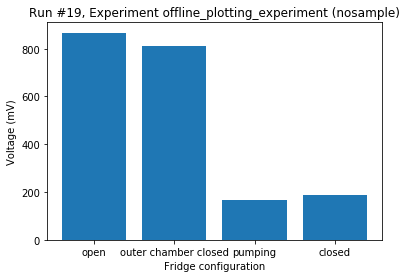 Run #19, Experiment offline_plotting_experiment (nosample)
Voltage (mV)
800
600
400
200
0
open
outer chamber closed
pumping
closed
Fridge configuration